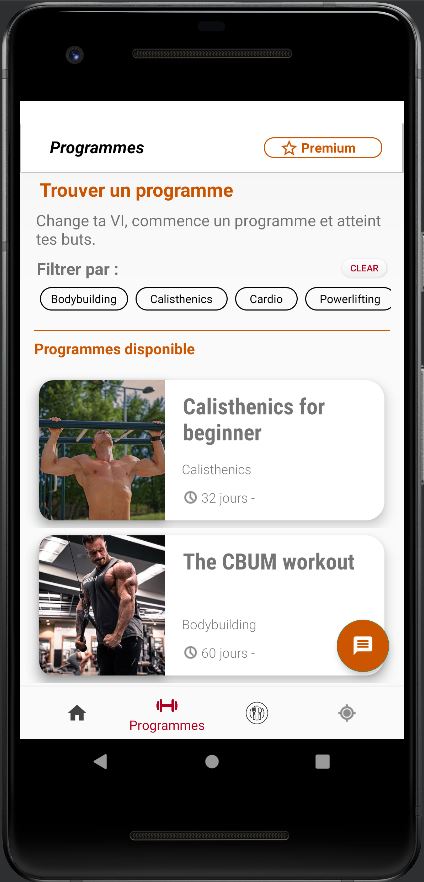 Programmes
Premium
Trouver un programme
Change ta VI, commence un programme et atteint
tes buts.
Filtrer par :
CLEAR
Bodybuilding
Calisthenics
Cardio
Powerlifting
Programmes disponible
Calisthenics for
beginner
Calisthenics
32 jours -
The CBUM workout
Bodybuilding
60 jours -
Programmes